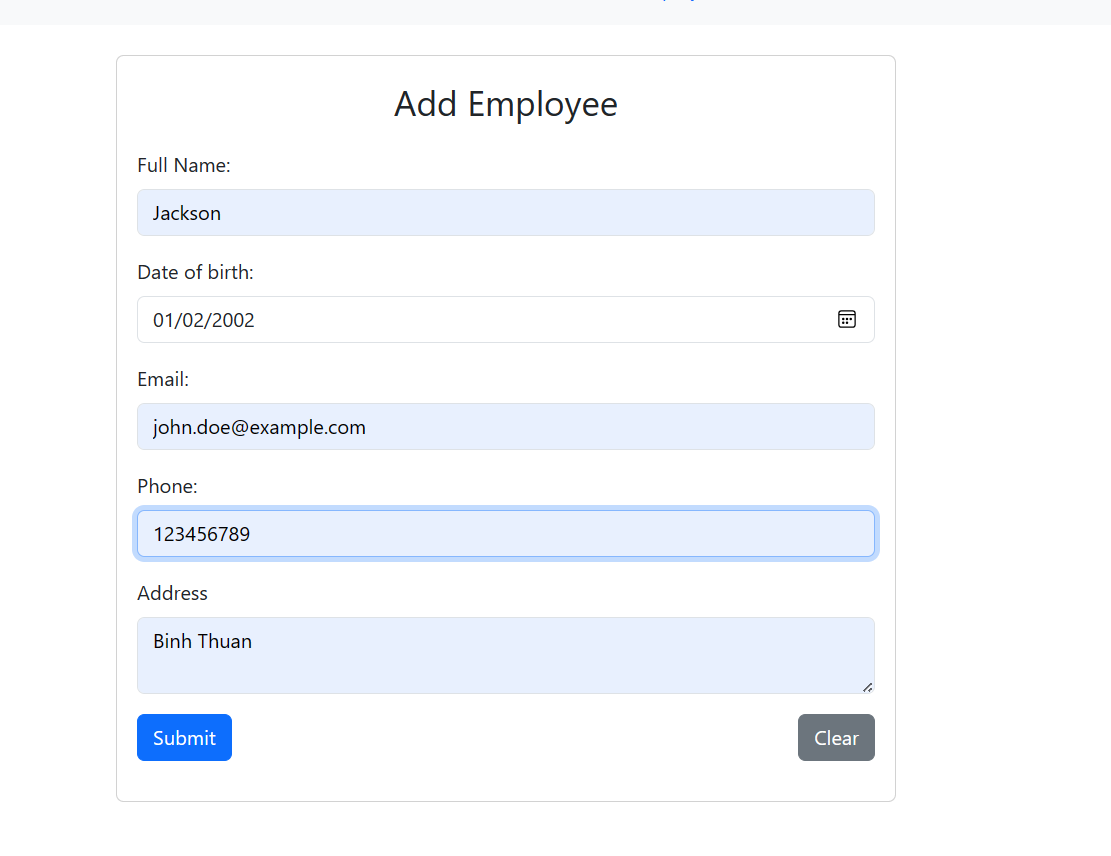 Add Employee
Full Name:
Jackson
Date of birth:
01/02/2002
Email:
john.doe@example.com
Phone:
123456789
Address
Binh Thuan
Submit
Clear